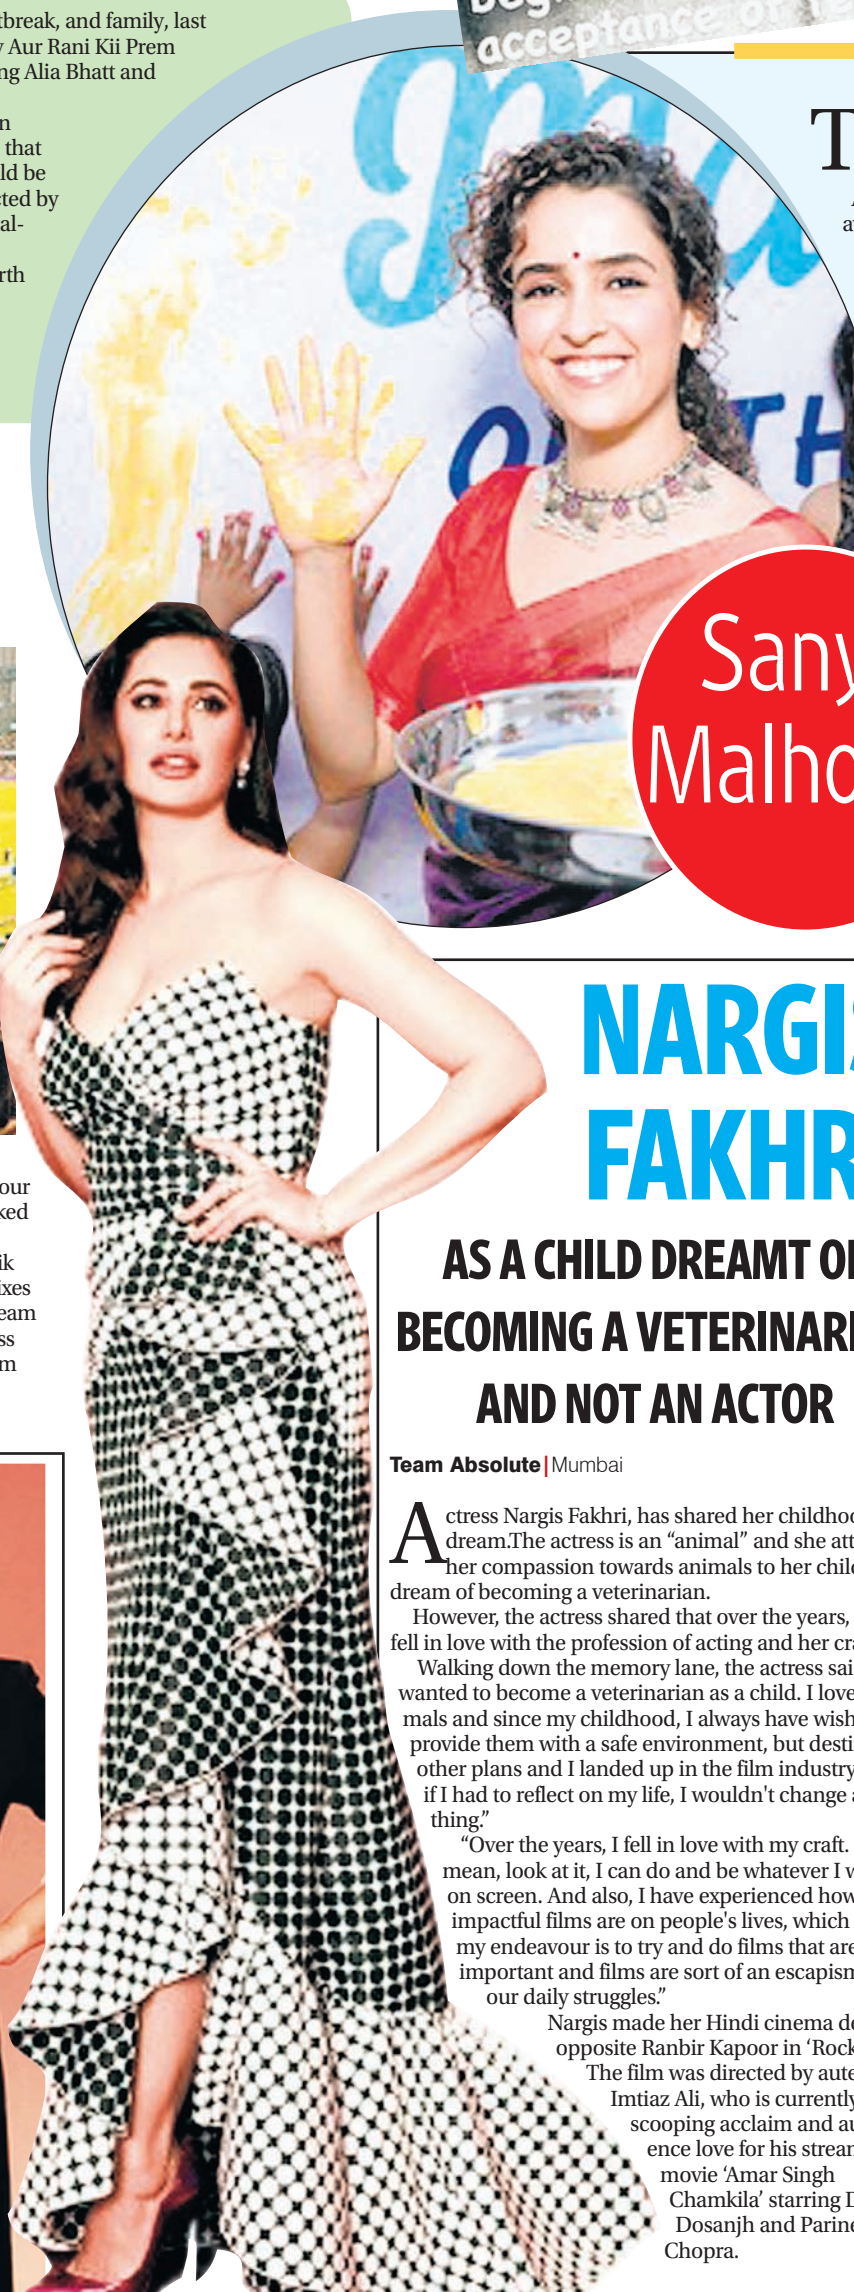 tbreak, and family, last
y Aur Rani Kii Prem
ng Alia Bhatt and
n
that
ld be
cted by
al-
rth
acceptance of
T
a
OTH
Sany
Malho
our
ked
ik
ixes
eam
ss
m
NARGIS
FAKHR
AS A CHILD DREAMT OF
BECOMING A VETERINARI
AND NOT AN ACTOR
Team Absolute|Mumbai
Actress Nargis Fakhri, has shared her childhoo
dream.The actress is an “animal” and she att
her compassion towards animals to her child
dream of becoming a veterinarian.
However, the actress shared that over the years,
fell in love with the profession of acting and her cra
Walking down the memory lane, the actress sai
wanted to become a veterinarian as a child. I love
mals and since my childhood, I always have wish
provide them with a safe environment, but desti
other plans and I landed up in the film industry
if I had to reflect on my life, I wouldn't change a
thing.”
“Over the years, I fell in love with my craft.
mean, look at it, I can do and be whatever I w
on screen. And also, I have experienced how
impactful films are on people's lives, which
my endeavour is to try and do films that are
important and films are sort of an escapism
our daily struggles.”
Nargis made her Hindi cinema de
opposite Ranbir Kapoor in ‘Rock
The film was directed by aute
Imtiaz Ali, who is currently
scooping acclaim and au
ence love for his strean
movie ‘Amar Singh
Chamkila’ starring D
Dosanjh and Parine
Chopra.